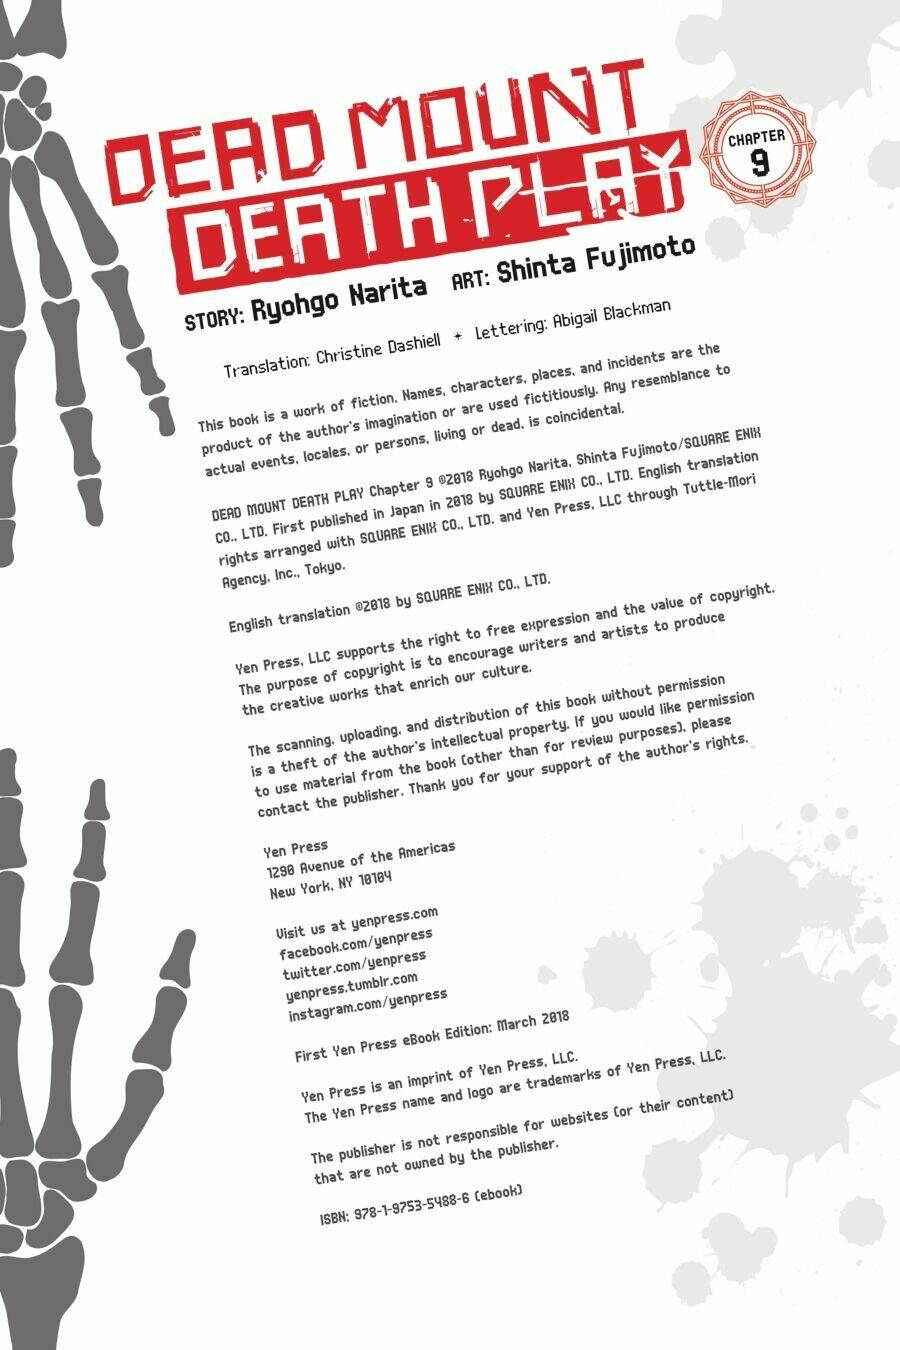 DEAD MOUNT
DEATH PLAY
CHAPTER
9
STORY: Ryohgo Narita ART: Shinta Fujimoto
Translation: Christine Dashiell ✦ Lettering: Abigail Blackman
This book is a work of fiction. Names, characters, places, and incidents are the
product of the author's imagination or are used fictitiously. Any resemblance to
actual events, locales, or persons, living or dead, is coincidental.
DEAD MOUNT DEATH PLAY Chapter 9 ©2018 Ryohgo Narita, Shinta Fujimoto/SQUARE ENIX
CO., LTD. First published in Japan in 2018 by SQUARE ENIX CO., LTD. English translation
rights arranged with SQUARE ENIX CO., LTD. and Yen Press, LLC through Tuttle-Mori
Agency, Inc., Tokyo.
English translation ©2018 by SQUARE ENIX CO., LTD.
Yen Press, LLC supports the right to free expression and the value of copyright.
The purpose of copyright is to encourage writers and artists to produce
the creative works that enrich our culture.
The scanning, uploading, and distribution of this book without permission
is a theft of the author's intellectual property. If you would like permission
to use material from the book (other than for review purposes), please
contact the publisher. Thank you for your support of the author's rights.
Yen Press
1290 Avenue of the Americas
New York, NY 10104
Visit us at yenpress.com
facebook.com/yenpress
twitter.com/yenpress
yenpress.tumblr.com
instagram.com/yenpress
First Yen Press eBook Edition: March 2018
Yen Press is an imprint of Yen Press, LLC.
The Yen Press name and logo are trademarks of Yen Press, LLC.
The publisher is not responsible for websites (or their content)
that are not owned by the publisher.
ISBN: 978-1-9753-5488-6 (ebook)